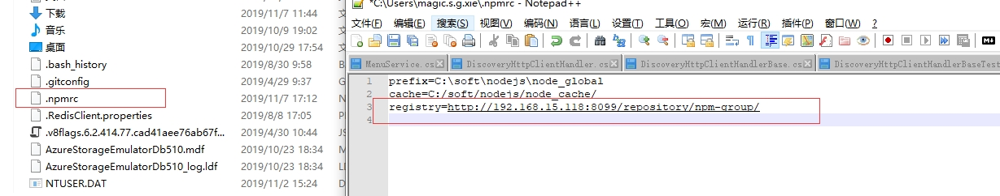 下载 2019/11/7 11:44 文
音乐 2019/10/9 19:02 文
桌面 2019/10/29 17:54 文
.bash_history 2019/8/30 9:58
.gitconfig 2019/4/29 9:37
.npmrc 2019/11/7 17:12
.RedisClient.properties 2019/8/8 17:05
.v8flags.6.2.414.77.cad41aee76ab67f... 2019/4/30 10:44 JS
AzureStorageEmulatorDb510.mdf 2019/10/23 18:34
AzureStorageEmulatorDb510_log.ldf 2019/10/23 18:34
NTUSER.DAT 2019/11/2 15:24
*C:\Users\magic.s.g.xie\.npmrc - Notepad++
文件(F) 编辑(E) 搜索(S) 视图(V) 编码(N) 语言(L) 设置(T) 工具(O) 宏(M) 运行(R) 插件(P) 窗口(W) ?
MenuService.cs DiscoveryHttpClientHandler.cs DiscoveryHttpClientHandlerBase.cs DiscoveryHttpClientHandlerBaseTest
1 prefix=C:\soft\nodejs\node_global
2 cache=C:/soft/nodejs/node_cache/
3 registry=http://192.168.15.118:8099/repository/npm-group/
4